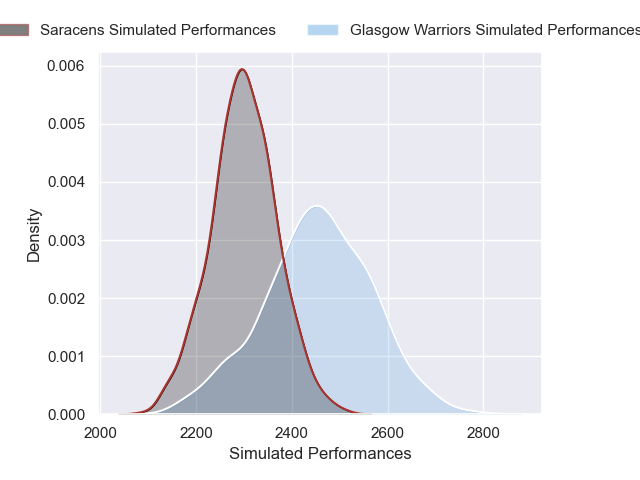 Saracens Simulated Performances
Glasgow Warriors Simulated Performances
0.006
0.005
0.004
0.003
0.002
0.001
0.000
Density
2000 2200 2400 2600 2800
Simulated Performances